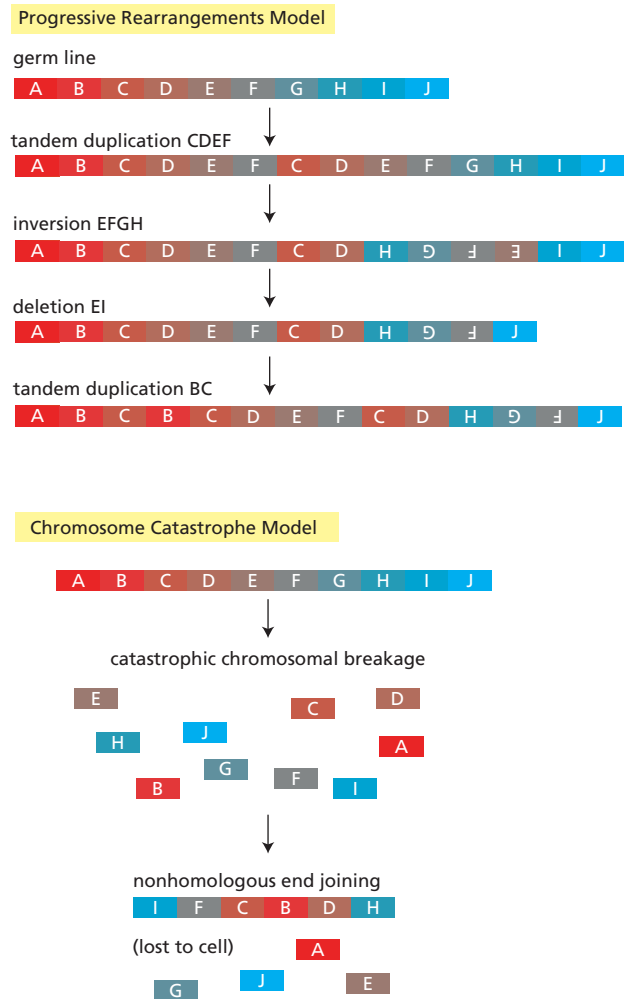 Progressive Rearrangements Model
germ line
A B C D E F G H I J
tandem duplication CDEF
A B C D E F C D E F G H I J
inversion EFGH
A B C D E F C D H G F E I J
deletion EI
A B C D E F C D H G F J
tandem duplication BC
A B C B C D E F C D H G F J
Chromosome Catastrophe Model
A B C D E F G H I J
catastrophic chromosomal breakage
E D
C
J
H A
G
F
B I
nonhomologous end joining
I F C B D H
(lost to cell) A
J E
G